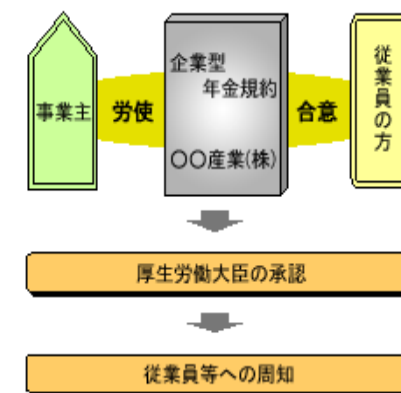 事業主
労使
企業型
年金規約
〇〇産業(株)
合意
従業員の方
厚生労働大臣の承認
従業員等への周知